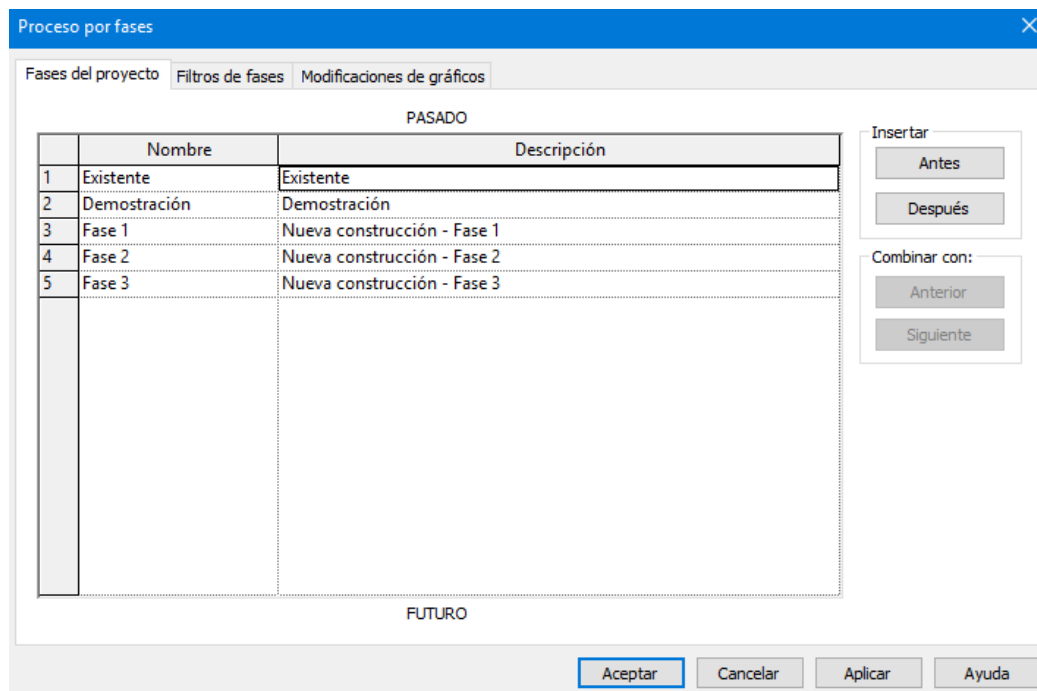 Proceso por fases
Fases del proyecto Filtros de fases Modificaciones de gráficos
PASADO
Nombre Descripción
1 Existente Existente
2 Demostración Demostración
3 Fase 1 Nueva construcción - Fase 1
4 Fase 2 Nueva construcción - Fase 2
5 Fase 3 Nueva construcción - Fase 3
FUTURO
Insertar
Antes
Después
Combinar con:
Anterior
Siguiente
Aceptar Cancelar Aplicar Ayuda